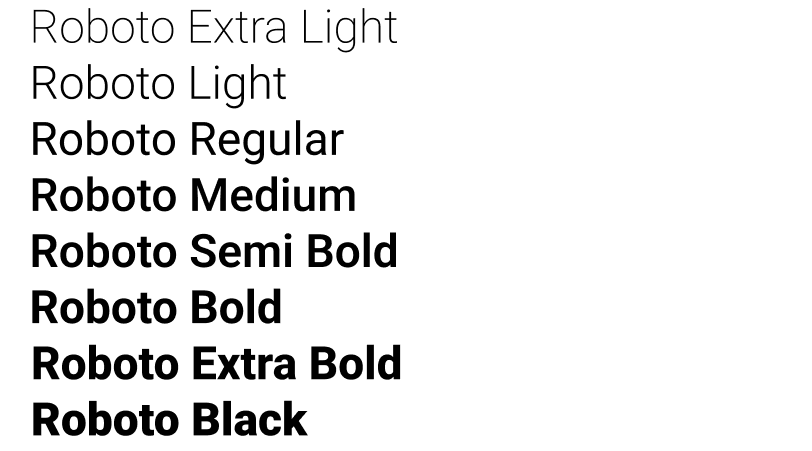 Roboto Extra Light
Roboto Light
Roboto Regular
Roboto Medium
Roboto Semi Bold
Roboto Bold
Roboto Extra Bold
Roboto Black